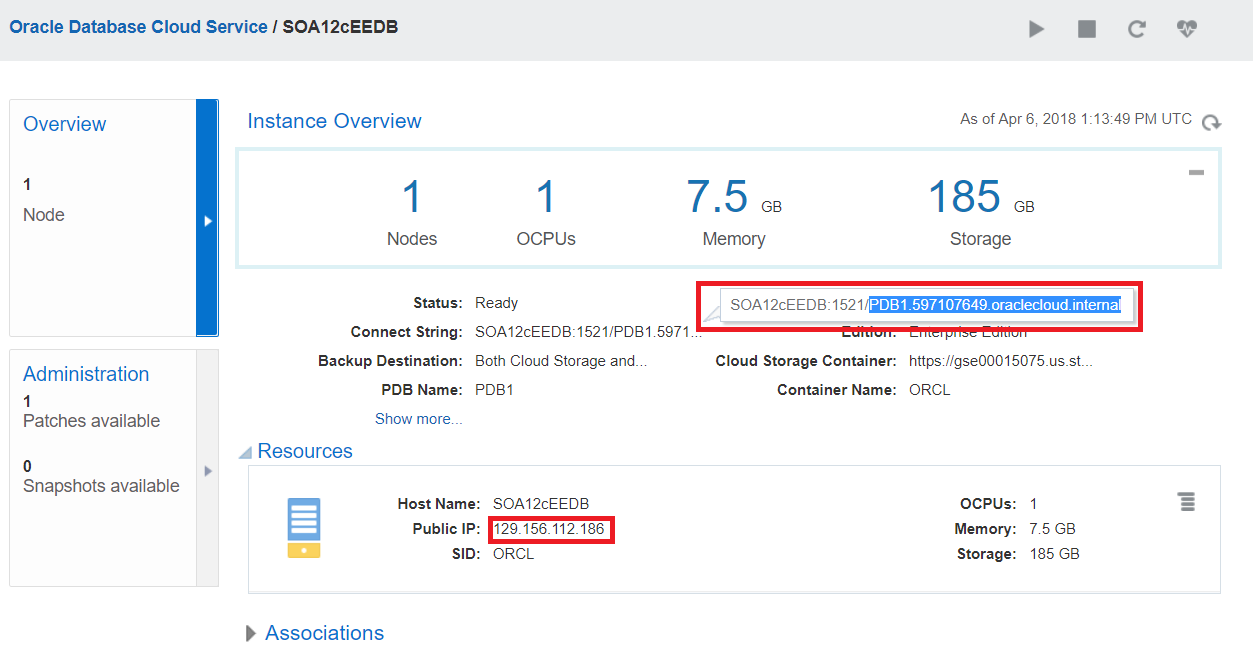 Oracle Database Cloud Service / SOA12cEEDB
Overview
1
Node
Administration
1
Patches available
0
Snapshots available
Instance Overview
As of Apr 6, 2018 1:13:49 PM UTC
1 Nodes
1 OCPUs
7.5 GB Memory
185 GB Storage
Status: Ready
SOA12cEEDB:1521/PDB1.597107649.oraclecloud.internal
Connect String: SOA12cEEDB:1521/PDB1.5971...
Edition: Enterprise Edition
Backup Destination: Both Cloud Storage and...
Cloud Storage Container: https://gse00015075.us.st...
PDB Name: PDB1
Container Name: ORCL
Show more...
Resources
Host Name: SOA12cEEDB
OCPUs: 1
Public IP: 129.156.112.186
Memory: 7.5 GB
SID: ORCL
Storage: 185 GB
Associations